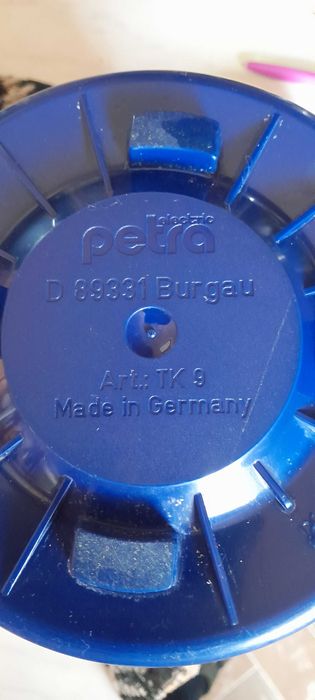 electric
petra
D 89331 Burgau
Art.: TK 9
Made in Germany